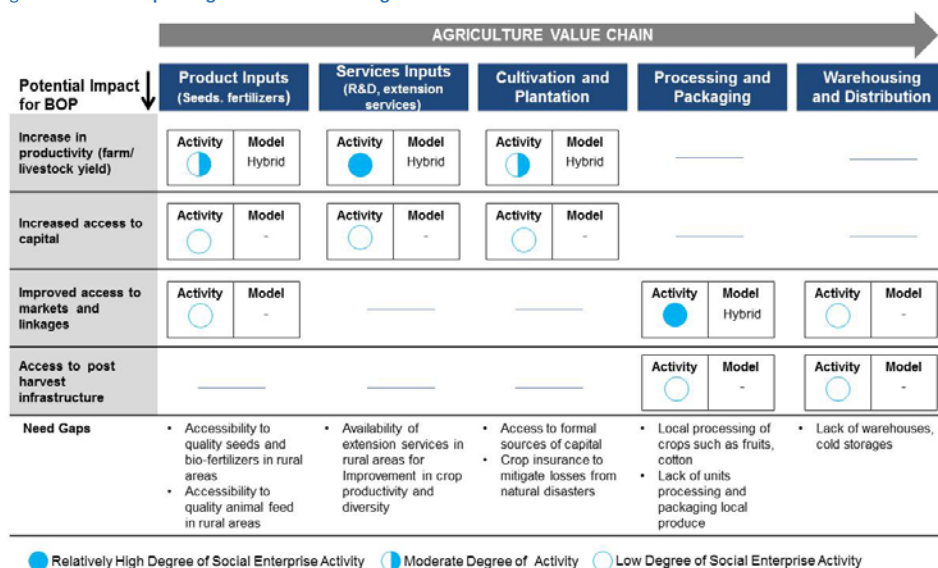 AGRICULTURE VALUE CHAIN
Potential Impact
for BOP
Product Inputs
(Seeds. fertilizers)
Services Inputs
(R&D, extension
services)
Cultivation and
Plantation
Processing and
Packaging
Warehousing
and Distribution
Increase in
productivity (farm/
livestock yield)
Activity Model
Hybrid
Activity Model
Hybrid
Activity Model
Hybrid
Increased access to
capital
Activity Model
-
Activity Model
-
Activity Model
-
Improved access to
markets and
linkages
Activity Model
-
Activity Model
Hybrid
Activity Model
-
Access to post
harvest
infrastructure
Activity Model
-
Activity Model
-
Need Gaps
• Accessibility to
quality seeds and
bio-fertilizers in rural
areas
• Accessibility to
quality animal feed
in rural areas
• Availability of
extension services in
rural areas for
Improvement in crop
productivity and
diversity
• Access to formal
sources of capital
• Crop insurance to
mitigate losses from
natural disasters
• Local processing of
crops such as fruits,
cotton
• Lack of units
processing and
packaging local
produce
• Lack of warehouses,
cold storages
Relatively High Degree of Social Enterprise Activity Moderate Degree of Activity Low Degree of Social Enterprise Activity